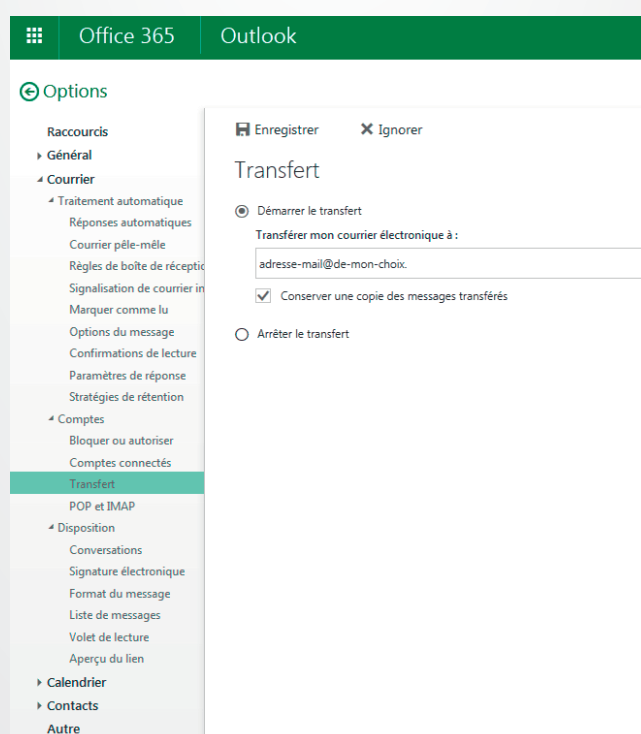 Office 365 Outlook
Options
Raccourcis
Général
Courrier
Traitement automatique
Réponses automatiques
Courrier pêle-mêle
Règles de boîte de réceptic
Signalisation de courrier in
Marquer comme lu
Options du message
Confirmations de lecture
Paramètres de réponse
Stratégies de rétention
Comptes
Bloquer ou autoriser
Comptes connectés
Transfert
POP et IMAP
Disposition
Conversations
Signature électronique
Format du message
Liste de messages
Volet de lecture
Aperçu du lien
Calendrier
Contacts
Autre
Enregistrer Ignorer
Transfert
Démarrer le transfert
Transférer mon courrier électronique à :
adresse-mail@de-mon-choix.
Conserver une copie des messages transférés
Arrêter le transfert